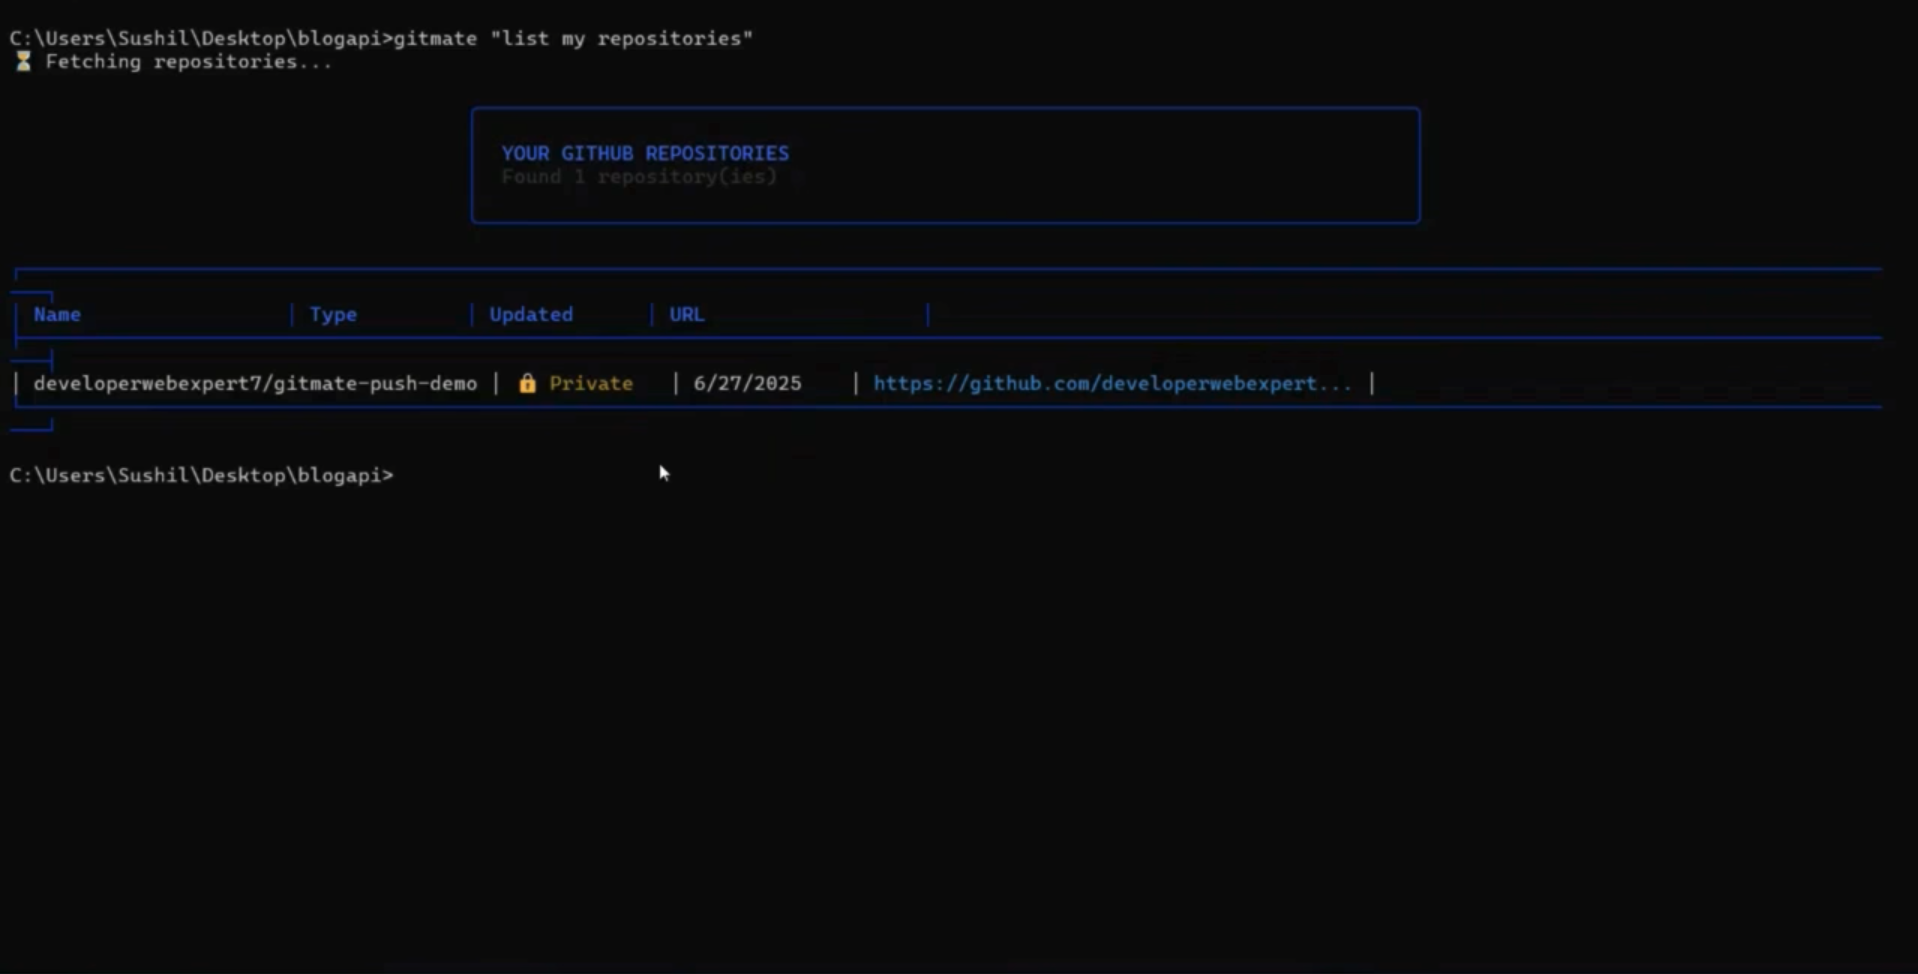 C:\Users\Sushil\Desktop\blogapi>gitmate "list my repositories"
⏳ Fetching repositories...
YOUR GITHUB REPOSITORIES
Found 1 repository(ies)
│ Name │ Type │ Updated │ URL │
│ developerwebexpert7/gitmate-push-demo │ 🔒 Private │ 6/27/2025 │ https://github.com/developerwebexpert... │
C:\Users\Sushil\Desktop\blogapi>